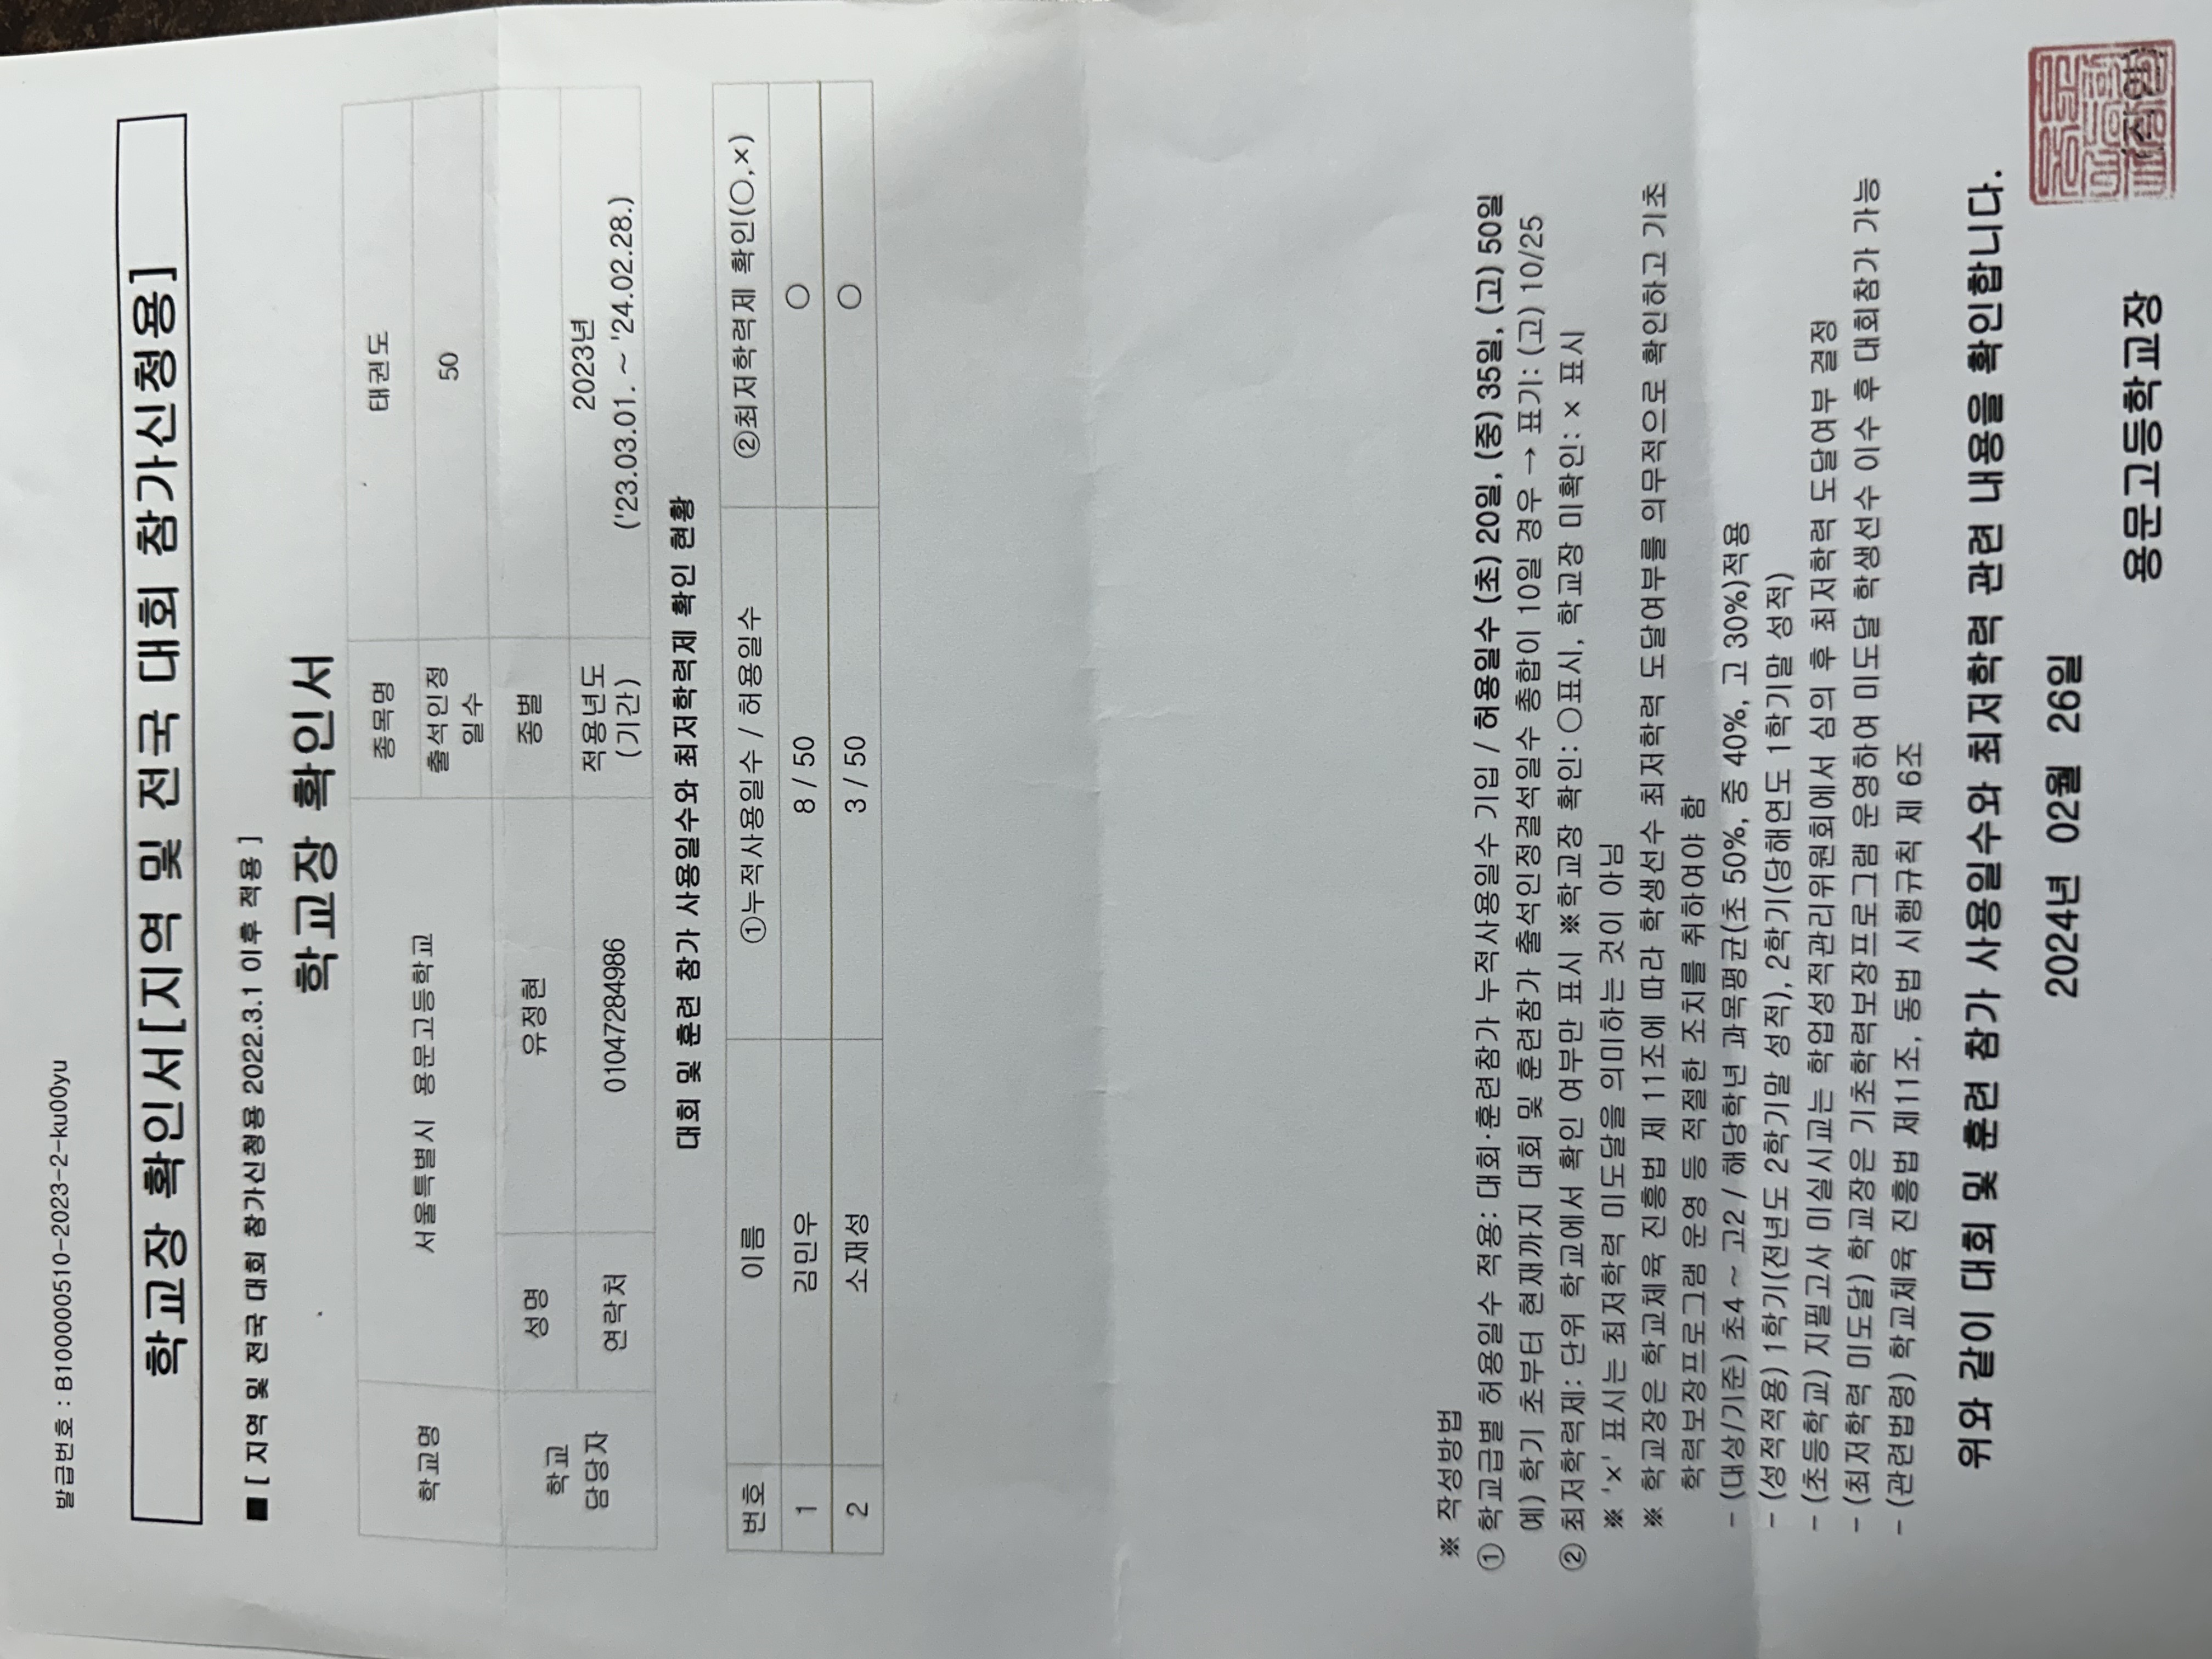 발급번호 : B100000510-2023-2-ku00yu
학교장 확인서[지역 및 전국 대회 참가신청용]
■ [ 지역 및 전국 대회 참가신청용 2022.3.1 이후 적용 ]
학교장 확인서
학교명 서울특별시 용문고등학교 종목명 태권도
출석인정 일수 50
학교 담당자 성명 유정현 종별
연락처 01047284986 적용년도 (기간) 2023년 ('23.03.01. ~ '24.02.28.)
대회 및 훈련 참가 사용일수와 최저학력제 확인 현황
번호 이름 ①누적사용일수 / 허용일수 ②최저학력제 확인(○,×)
1 김민우 8 / 50 ○
2 소재성 3 / 50 ○
※ 작성방법
① 학교급별 허용일수 적용: 대회·훈련참가 누적사용일수 기입 / 허용일수 (초) 20일, (중) 35일, (고) 50일
예) 학기 초부터 현재까지 대회 및 훈련참가 출석인정결석일수 총합이 10일 경우 → 표기: (고) 10/25
② 최저학력제: 단위 학교에서 확인 여부만 표시 ※학교장 확인: ○표시, 학교장 미확인: × 표시
※ '×' 표시는 최저학력 미도달을 의미하는 것이 아님
※ 학교장은 학교체육 진흥법 제 11조에 따라 학생선수 최저학력 도달여부를 의무적으로 확인하고 기초
학력보장프로그램 운영 등 적절한 조치를 취하여야 함
- (대상/기준) 초4 ~ 고2 / 해당학년 과목평균(초 50%, 중 40%, 고 30%)적용
- (성적적용) 1학기(전년도 2학기말 성적), 2학기(당해연도 1학기말 성적)
- (초등학교) 지필고사 미실시교는 학업성적관리위원회에서 심의 후 최저학력 도달여부 결정
- (최저학력 미도달) 학교장은 기초학력보장프로그램 운영하여 미도달 학생선수 이수 후 대회참가 가능
- (관련법령) 학교체육 진흥법 제11조, 동법 시행규칙 제 6조
위와 같이 대회 및 훈련 참가 사용일수와 최저학력 관련 내용을 확인합니다.
2024년 02월 26일
용문고등학교장 (직인)